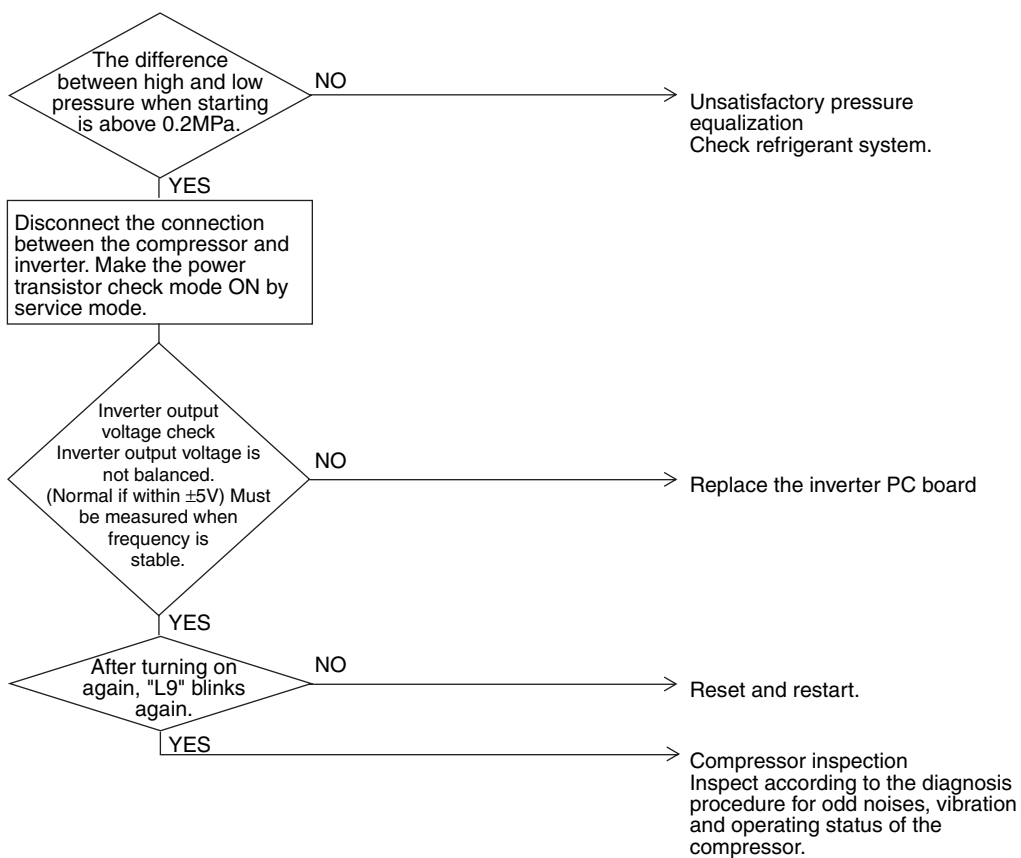 The difference
between high and low
pressure when starting
is above 0.2MPa.
NO
Unsatisfactory pressure
equalization
Check refrigerant system.
YES
Disconnect the connection
between the compressor and
inverter. Make the power
transistor check mode ON by
service mode.
Inverter output
voltage check
Inverter output voltage is
not balanced.
(Normal if within ±5V) Must
be measured when
frequency is
stable.
NO
Replace the inverter PC board
YES
After turning on
again, "L9" blinks
again.
NO
Reset and restart.
YES
Compressor inspection
Inspect according to the diagnosis
procedure for odd noises, vibration
and operating status of the
compressor.